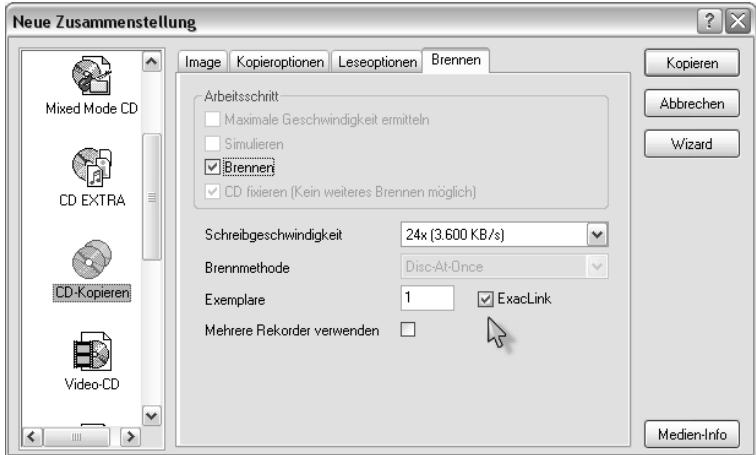 Neue Zusammenstellung
Mixed Mode CD
CD EXTRA
CD-Kopieren
Video-CD
Image Kopieroptionen Leseoptionen Brennen
Arbeitsschritt
Maximale Geschwindigkeit ermitteln
Simulieren
Brennen
CD fixieren (Kein weiteres Brennen möglich)
Schreibgeschwindigkeit 24x (3.600 KB/s)
Brennmethode Disc-At-Once
Exemplare 1 ExacLink
Mehrere Rekorder verwenden
Kopieren
Abbrechen
Wizard
Medien-Info